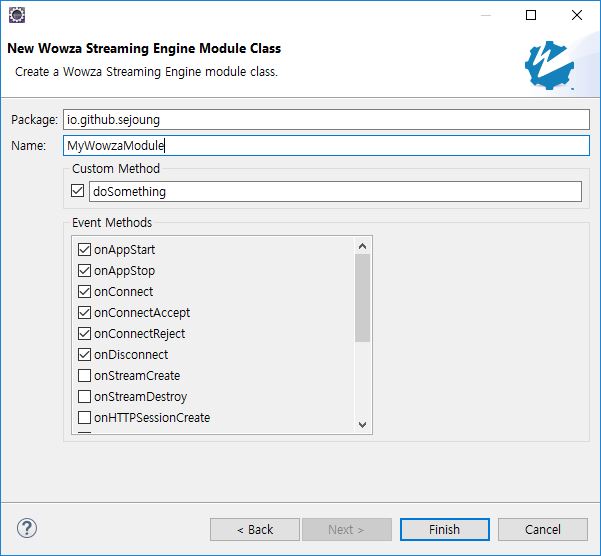 New Wowza Streaming Engine Module Class
Create a Wowza Streaming Engine module class.
Package: io.github.sejoung
Name: MyWowzaModule
Custom Method
doSomething
Event Methods
onAppStart
onAppStop
onConnect
onConnectAccept
onConnectReject
onDisconnect
onStreamCreate
onStreamDestroy
onHTTPSessionCreate
< Back Next > Finish Cancel